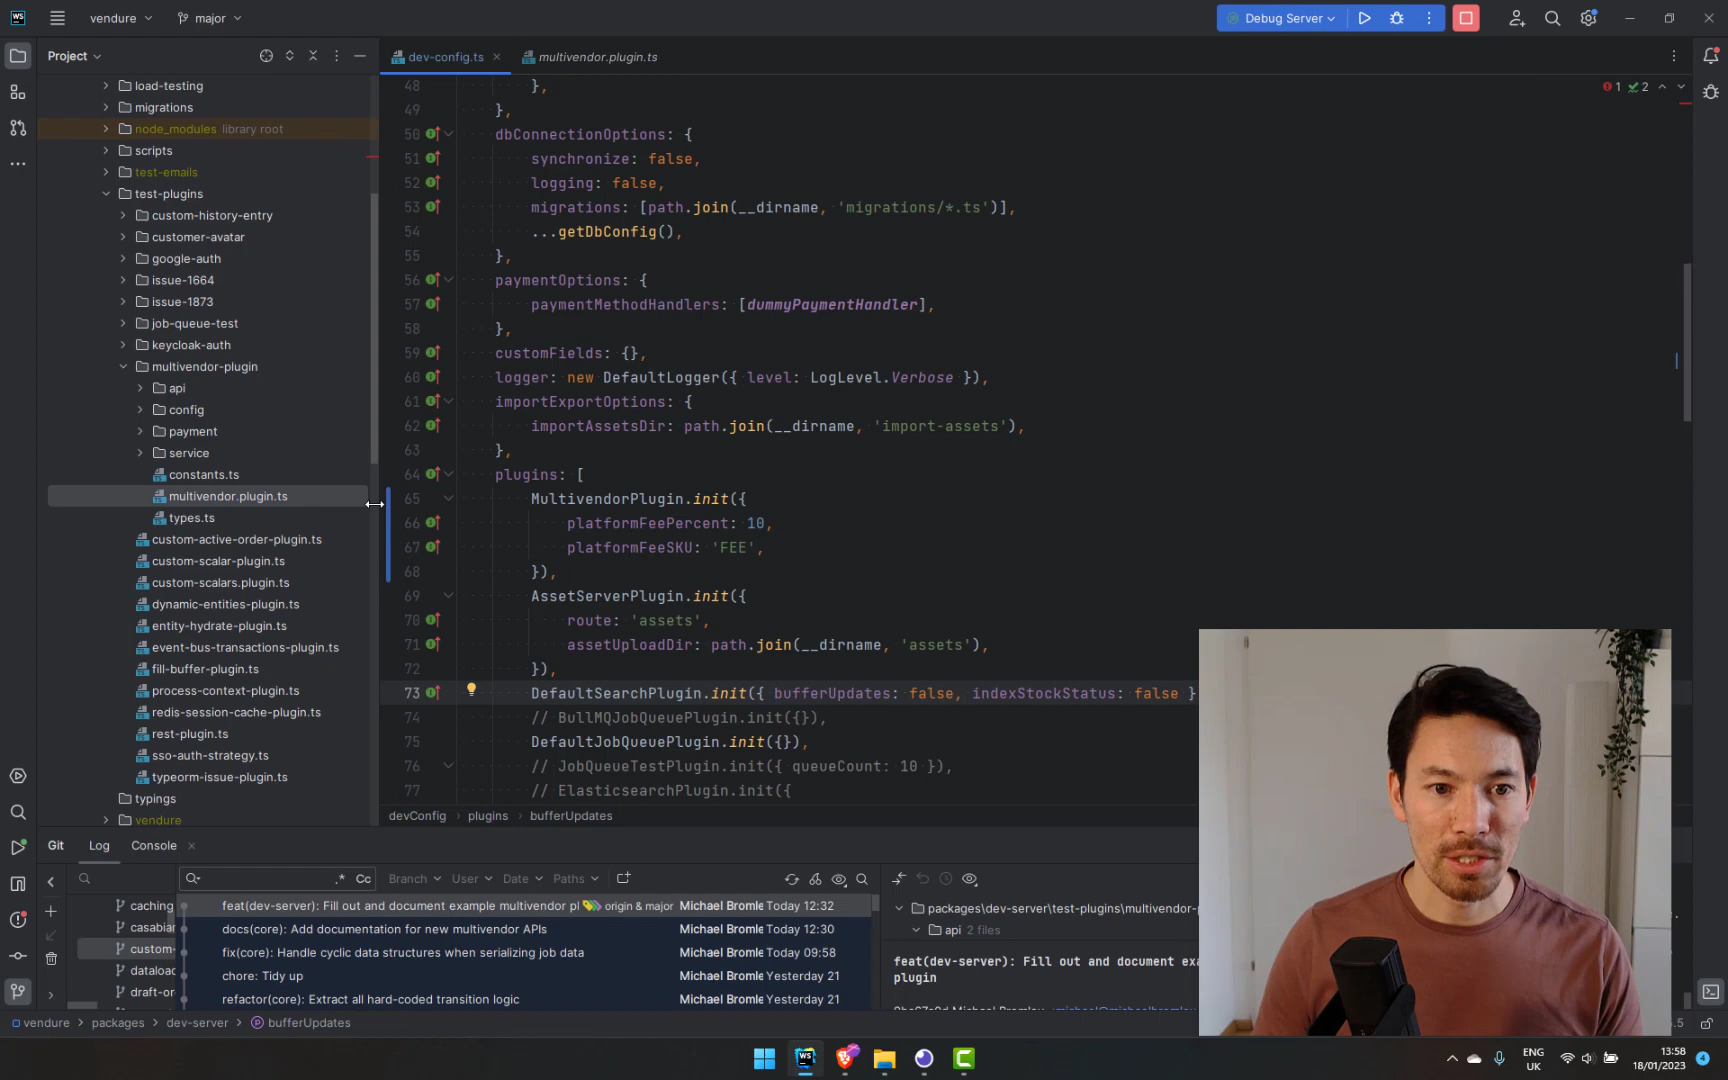 WS vendure major Debug Server
Project
dev-config.ts multivendor.plugin.ts
load-testing
migrations
node_modules library root
scripts
test-emails
test-plugins
custom-history-entry
customer-avatar
google-auth
issue-1664
issue-1873
job-queue-test
keycloak-auth
multivendor-plugin
api
config
payment
service
constants.ts
multivendor.plugin.ts
types.ts
custom-active-order-plugin.ts
custom-scalar-plugin.ts
custom-scalars.plugin.ts
dynamic-entities-plugin.ts
entity-hydrate-plugin.ts
event-bus-transactions-plugin.ts
fill-buffer-plugin.ts
process-context-plugin.ts
redis-session-cache-plugin.ts
rest-plugin.ts
sso-auth-strategy.ts
typeorm-issue-plugin.ts
typings
vendure
1 2
48 },
49 },
50 dbConnectionOptions: {
51 synchronize: false,
52 logging: false,
53 migrations: [path.join(__dirname, 'migrations/*.ts')],
54 ...getDbConfig(),
55 },
56 paymentOptions: {
57 paymentMethodHandlers: [dummyPaymentHandler],
58 },
59 customFields: {},
60 logger: new DefaultLogger({ level: LogLevel.Verbose }),
61 importExportOptions: {
62 importAssetsDir: path.join(__dirname, 'import-assets'),
63 },
64 plugins: [
65 MultivendorPlugin.init({
66 platformFeePercent: 10,
67 platformFeeSKU: 'FEE',
68 }),
69 AssetServerPlugin.init({
70 route: 'assets',
71 assetUploadDir: path.join(__dirname, 'assets'),
72 }),
73 DefaultSearchPlugin.init({ bufferUpdates: false, indexStockStatus: false }
74 // BullMQJobQueuePlugin.init({}),
75 DefaultJobQueuePlugin.init({}),
76 // JobQueueTestPlugin.init({ queueCount: 10 }),
77 // ElasticsearchPlugin.init({
devConfig plugins bufferUpdates
Git Log Console
.* Cc Branch User Date Paths
caching
casabian
custom-
dataload
draft-or
feat(dev-server): Fill out and document example multivendor pl origin & major Michael Bromle Today 12:32
docs(core): Add documentation for new multivendor APIs Michael Bromle Today 12:30
fix(core): Handle cyclic data structures when serializing job data Michael Bromle Today 09:58
chore: Tidy up Michael Bromle Yesterday 21
refactor(core): Extract all hard-coded transition logic Michael Bromle Yesterday 21
packages\dev-server\test-plugins\multivendor-p
api 2 files
feat(dev-server): Fill out and document exa
plugin
vendure packages dev-server bufferUpdates
WS
ENG
UK
13:58
18/01/2023
4